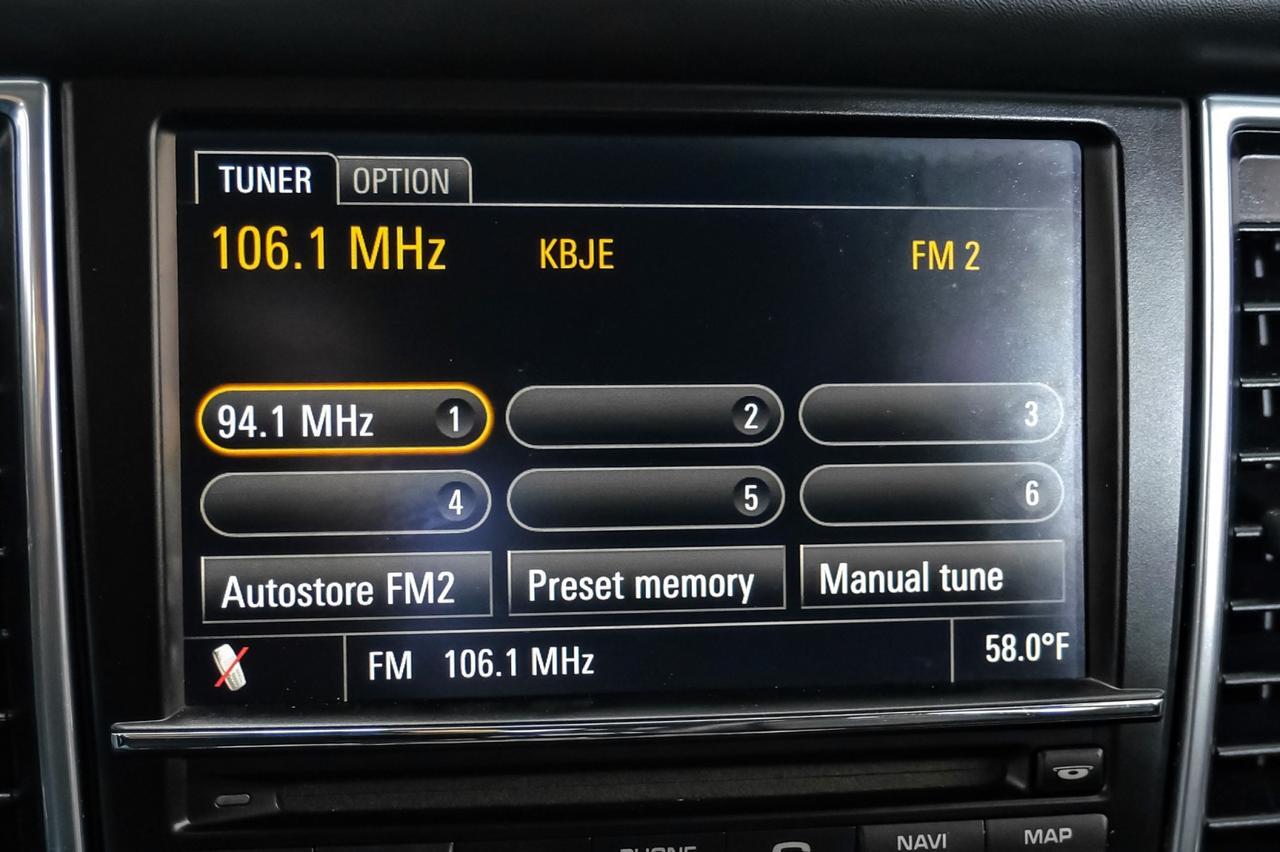 TUNER OPTION
106.1 MHz KBJE FM 2
94.1 MHz 1 2 3
4 5 6
Autostore FM2 Preset memory Manual tune
FM 106.1 MHz 58.0°F
PHONE NAVI MAP